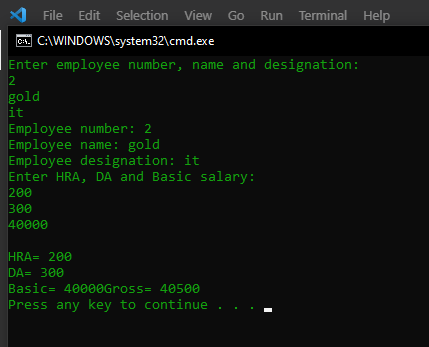 File Edit Selection View Go Run Terminal Help
C:\WINDOWS\system32\cmd.exe
Enter employee number, name and designation:
2
gold
it
Employee number: 2
Employee name: gold
Employee designation: it
Enter HRA, DA and Basic salary:
200
300
40000

HRA= 200
DA= 300
Basic= 40000Gross= 40500
Press any key to continue . . .